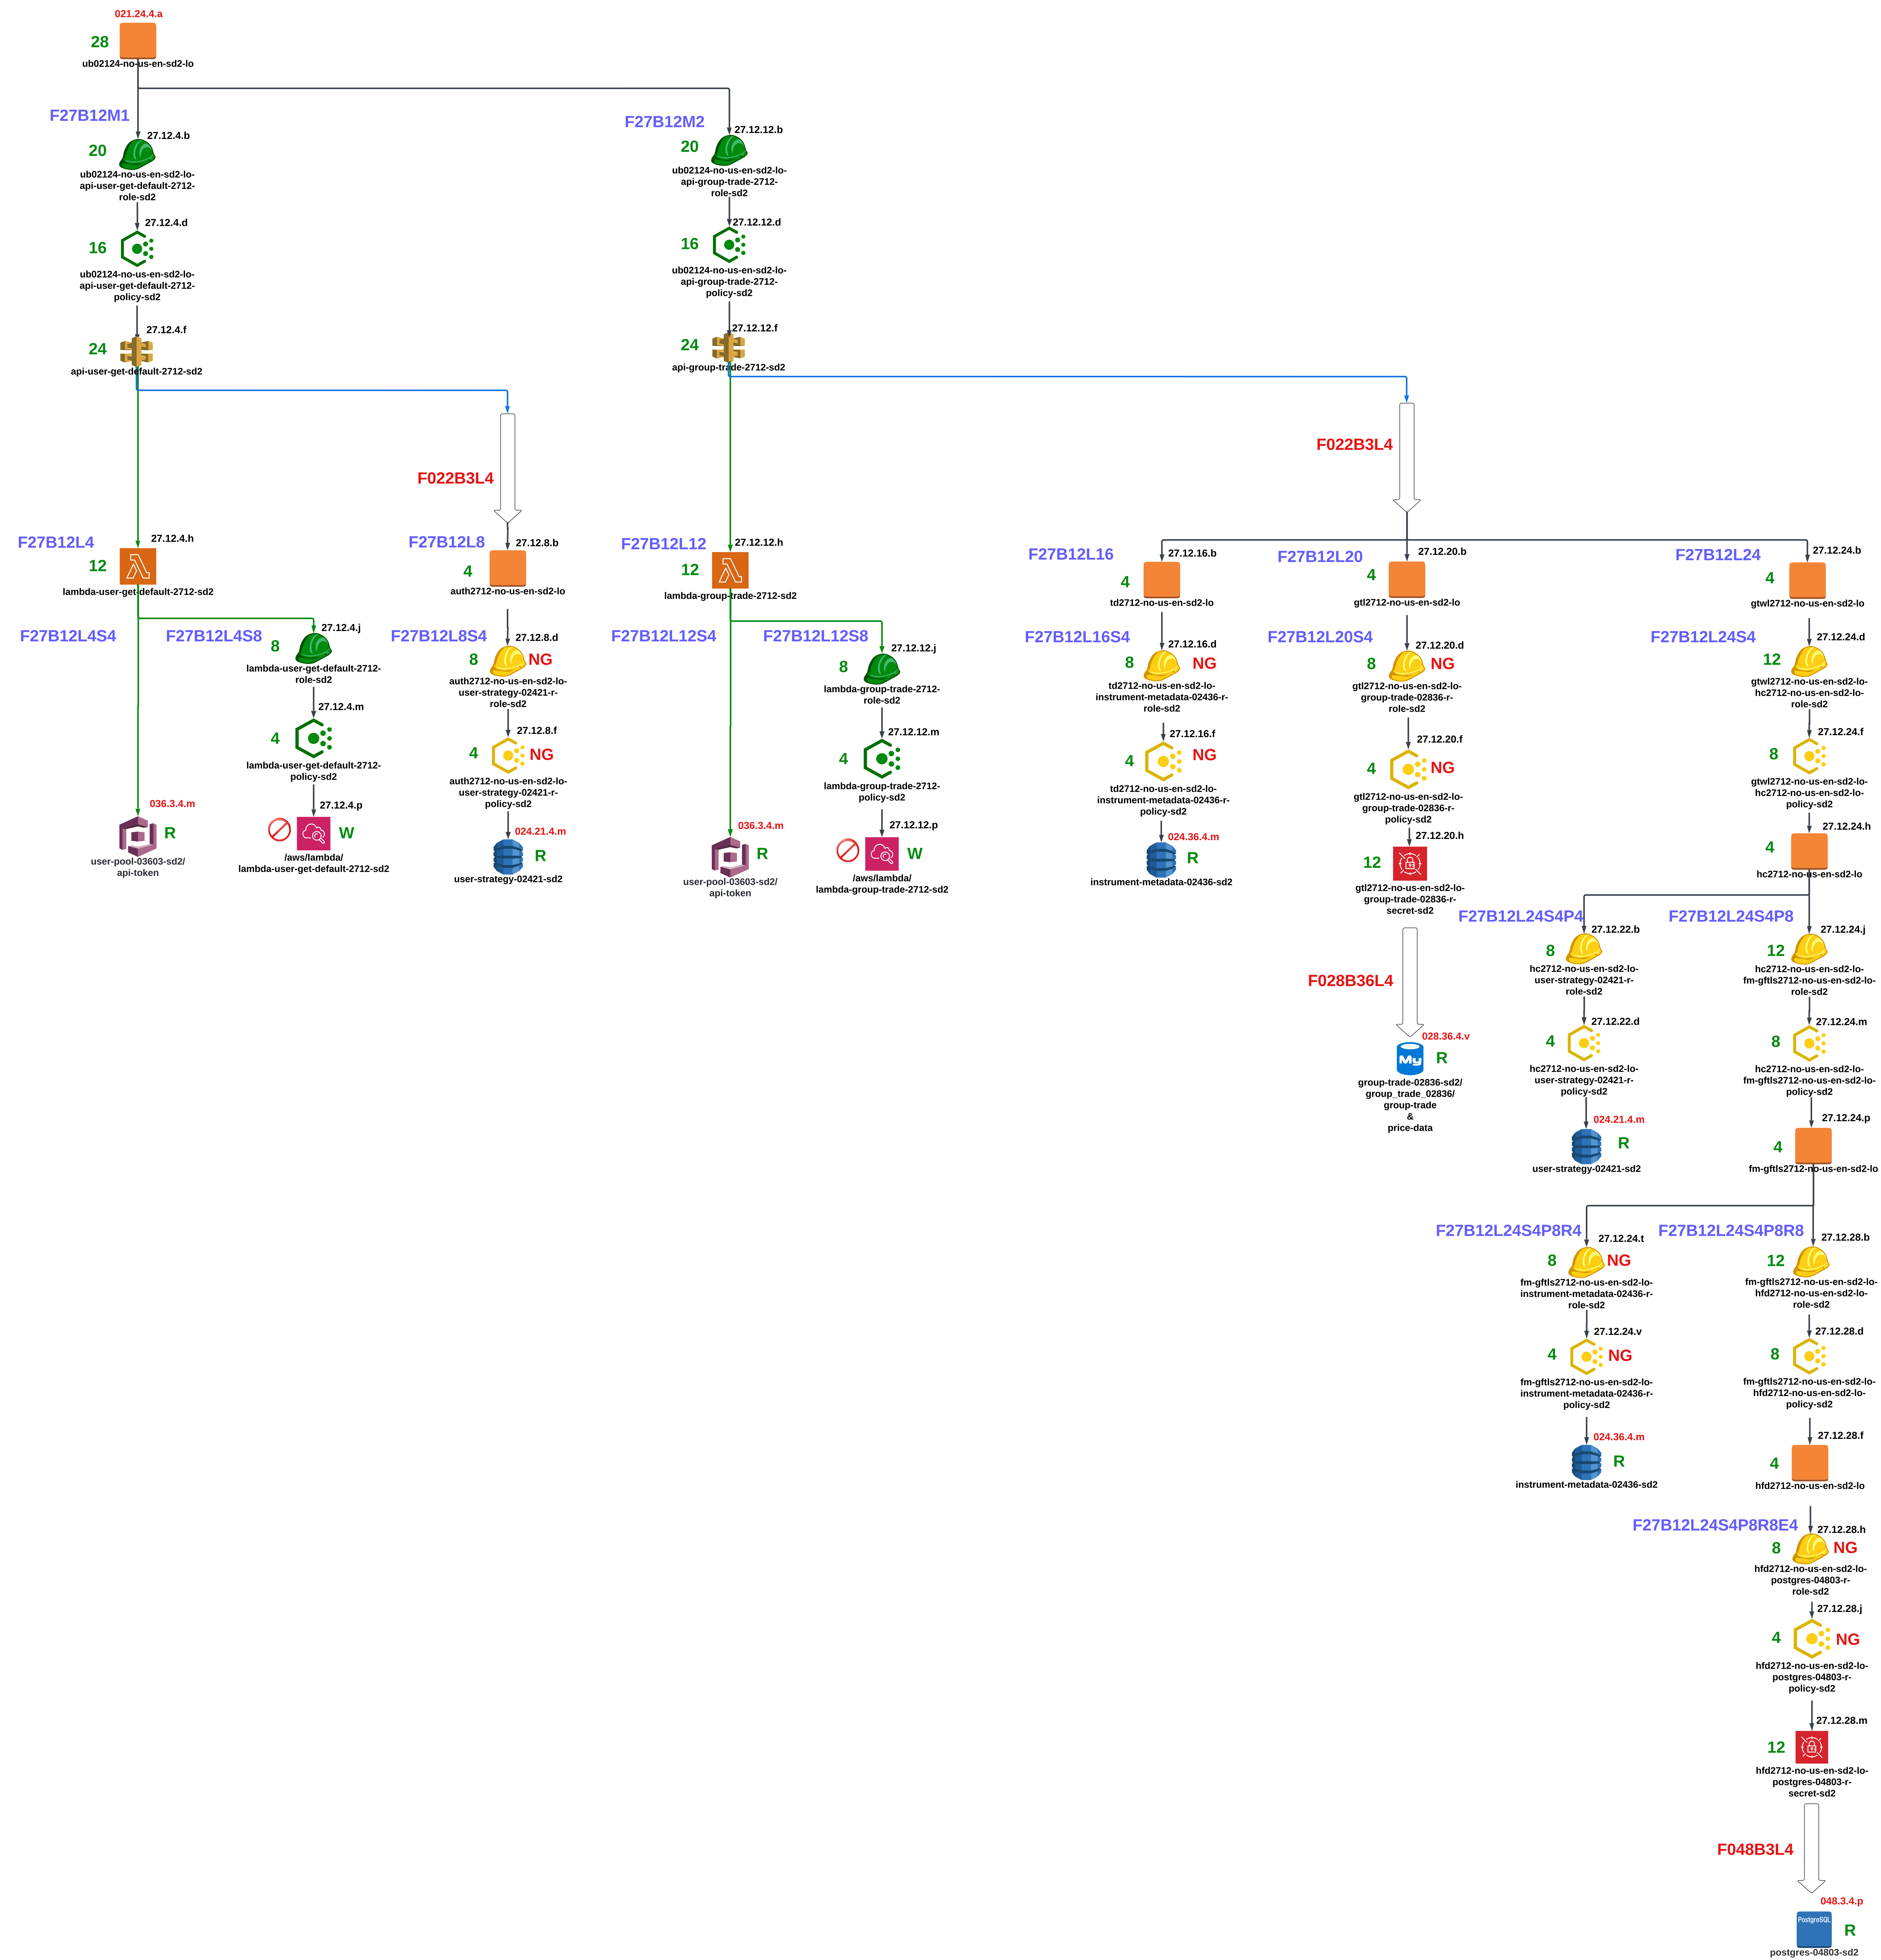 021.24.4.a
28
ub02124-no-us-en-sd2-lo
F27B12M1
27.12.4.b
20
ub02124-no-us-en-sd2-lo-
api-user-get-default-2712-
role-sd2
27.12.4.d
16
ub02124-no-us-en-sd2-lo-
api-user-get-default-2712-
policy-sd2
27.12.4.f
24
api-user-get-default-2712-sd2
F27B12M2
27.12.12.b
20
ub02124-no-us-en-sd2-lo-
api-group-trade-2712-
role-sd2
27.12.12.d
16
ub02124-no-us-en-sd2-lo-
api-group-trade-2712-
policy-sd2
27.12.12.f
24
api-group-trade-2712-sd2
F27B12L4
27.12.4.h
12
lambda-user-get-default-2712-sd2
F27B12L4S4
036.3.4.m
R
user-pool-03603-sd2/
api-token
F27B12L4S8
27.12.4.j
8
lambda-user-get-default-2712-
role-sd2
27.12.4.m
4
lambda-user-get-default-2712-
policy-sd2
27.12.4.p
W
/aws/lambda/
lambda-user-get-default-2712-sd2
F022B3L4
F27B12L8
27.12.8.b
4
auth2712-no-us-en-sd2-lo
F27B12L8S4
27.12.8.d
8
NG
auth2712-no-us-en-sd2-lo-
user-strategy-02421-r-
role-sd2
27.12.8.f
4
NG
auth2712-no-us-en-sd2-lo-
user-strategy-02421-r-
policy-sd2
024.21.4.m
R
user-strategy-02421-sd2
F27B12L12
27.12.12.h
12
lambda-group-trade-2712-sd2
F27B12L12S4
036.3.4.m
R
user-pool-03603-sd2/
api-token
F27B12L12S8
27.12.12.j
8
lambda-group-trade-2712-
role-sd2
27.12.12.m
4
lambda-group-trade-2712-
policy-sd2
27.12.12.p
W
/aws/lambda/
lambda-group-trade-2712-sd2
F022B3L4
F27B12L16
27.12.16.b
4
td2712-no-us-en-sd2-lo
F27B12L16S4
27.12.16.d
8
NG
td2712-no-us-en-sd2-lo-
instrument-metadata-02436-r-
role-sd2
27.12.16.f
4
NG
td2712-no-us-en-sd2-lo-
instrument-metadata-02436-r-
policy-sd2
024.36.4.m
R
instrument-metadata-02436-sd2
F27B12L20
27.12.20.b
4
gtl2712-no-us-en-sd2-lo
F27B12L20S4
27.12.20.d
8
NG
gtl2712-no-us-en-sd2-lo-
group-trade-02836-r-
role-sd2
27.12.20.f
4
NG
gtl2712-no-us-en-sd2-lo-
group-trade-02836-r-
policy-sd2
27.12.20.h
12
gtl2712-no-us-en-sd2-lo-
group-trade-02836-r-
secret-sd2
F028B36L4
028.36.4.v
My
R
group-trade-02836-sd2/
group_trade_02836/
group-trade
&
price-data
F27B12L24
27.12.24.b
4
gtwl2712-no-us-en-sd2-lo
F27B12L24S4
27.12.24.d
12
gtwl2712-no-us-en-sd2-lo-
hc2712-no-us-en-sd2-lo-
role-sd2
27.12.24.f
8
gtwl2712-no-us-en-sd2-lo-
hc2712-no-us-en-sd2-lo-
policy-sd2
27.12.24.h
4
hc2712-no-us-en-sd2-lo
F27B12L24S4P4
27.12.22.b
8
hc2712-no-us-en-sd2-lo-
user-strategy-02421-r-
role-sd2
27.12.22.d
4
hc2712-no-us-en-sd2-lo-
user-strategy-02421-r-
policy-sd2
024.21.4.m
R
user-strategy-02421-sd2
F27B12L24S4P8
27.12.24.j
12
hc2712-no-us-en-sd2-lo-
fm-gftls2712-no-us-en-sd2-lo-
role-sd2
27.12.24.m
8
hc2712-no-us-en-sd2-lo-
fm-gftls2712-no-us-en-sd2-lo-
policy-sd2
27.12.24.p
4
fm-gftls2712-no-us-en-sd2-lo
F27B12L24S4P8R4
27.12.24.t
8
NG
fm-gftls2712-no-us-en-sd2-lo-
instrument-metadata-02436-r-
role-sd2
27.12.24.v
4
NG
fm-gftls2712-no-us-en-sd2-lo-
instrument-metadata-02436-r-
policy-sd2
024.36.4.m
R
instrument-metadata-02436-sd2
F27B12L24S4P8R8
27.12.28.b
12
fm-gftls2712-no-us-en-sd2-lo-
hfd2712-no-us-en-sd2-lo-
role-sd2
27.12.28.d
8
fm-gftls2712-no-us-en-sd2-lo-
hfd2712-no-us-en-sd2-lo-
policy-sd2
27.12.28.f
4
hfd2712-no-us-en-sd2-lo
F27B12L24S4P8R8E4
27.12.28.h
8
NG
hfd2712-no-us-en-sd2-lo-
postgres-04803-r-
role-sd2
27.12.28.j
4
NG
hfd2712-no-us-en-sd2-lo-
postgres-04803-r-
policy-sd2
27.12.28.m
12
hfd2712-no-us-en-sd2-lo-
postgres-04803-r-
secret-sd2
F048B3L4
048.3.4.p
PostgreSQL
R
postgres-04803-sd2